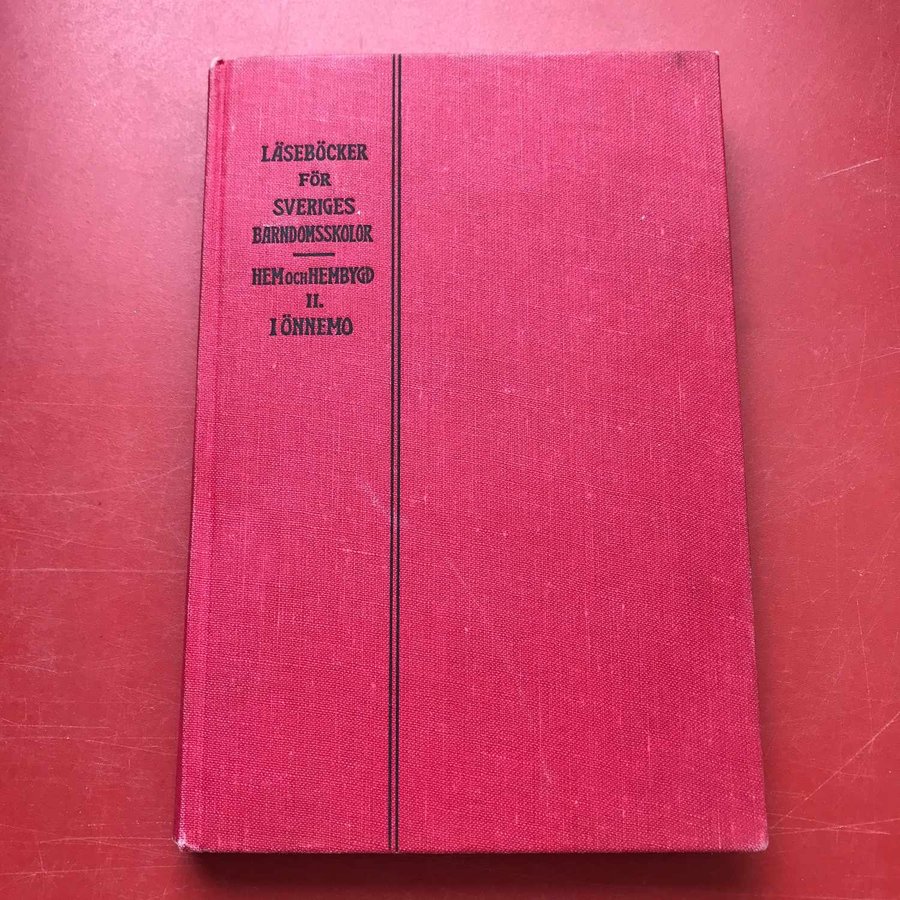 LÄSEBÖCKER
FÖR
SVERIGES
BARNDOMSSKOLOR
HEM OCH HEMBYGD
II.
I ÖNNEMO